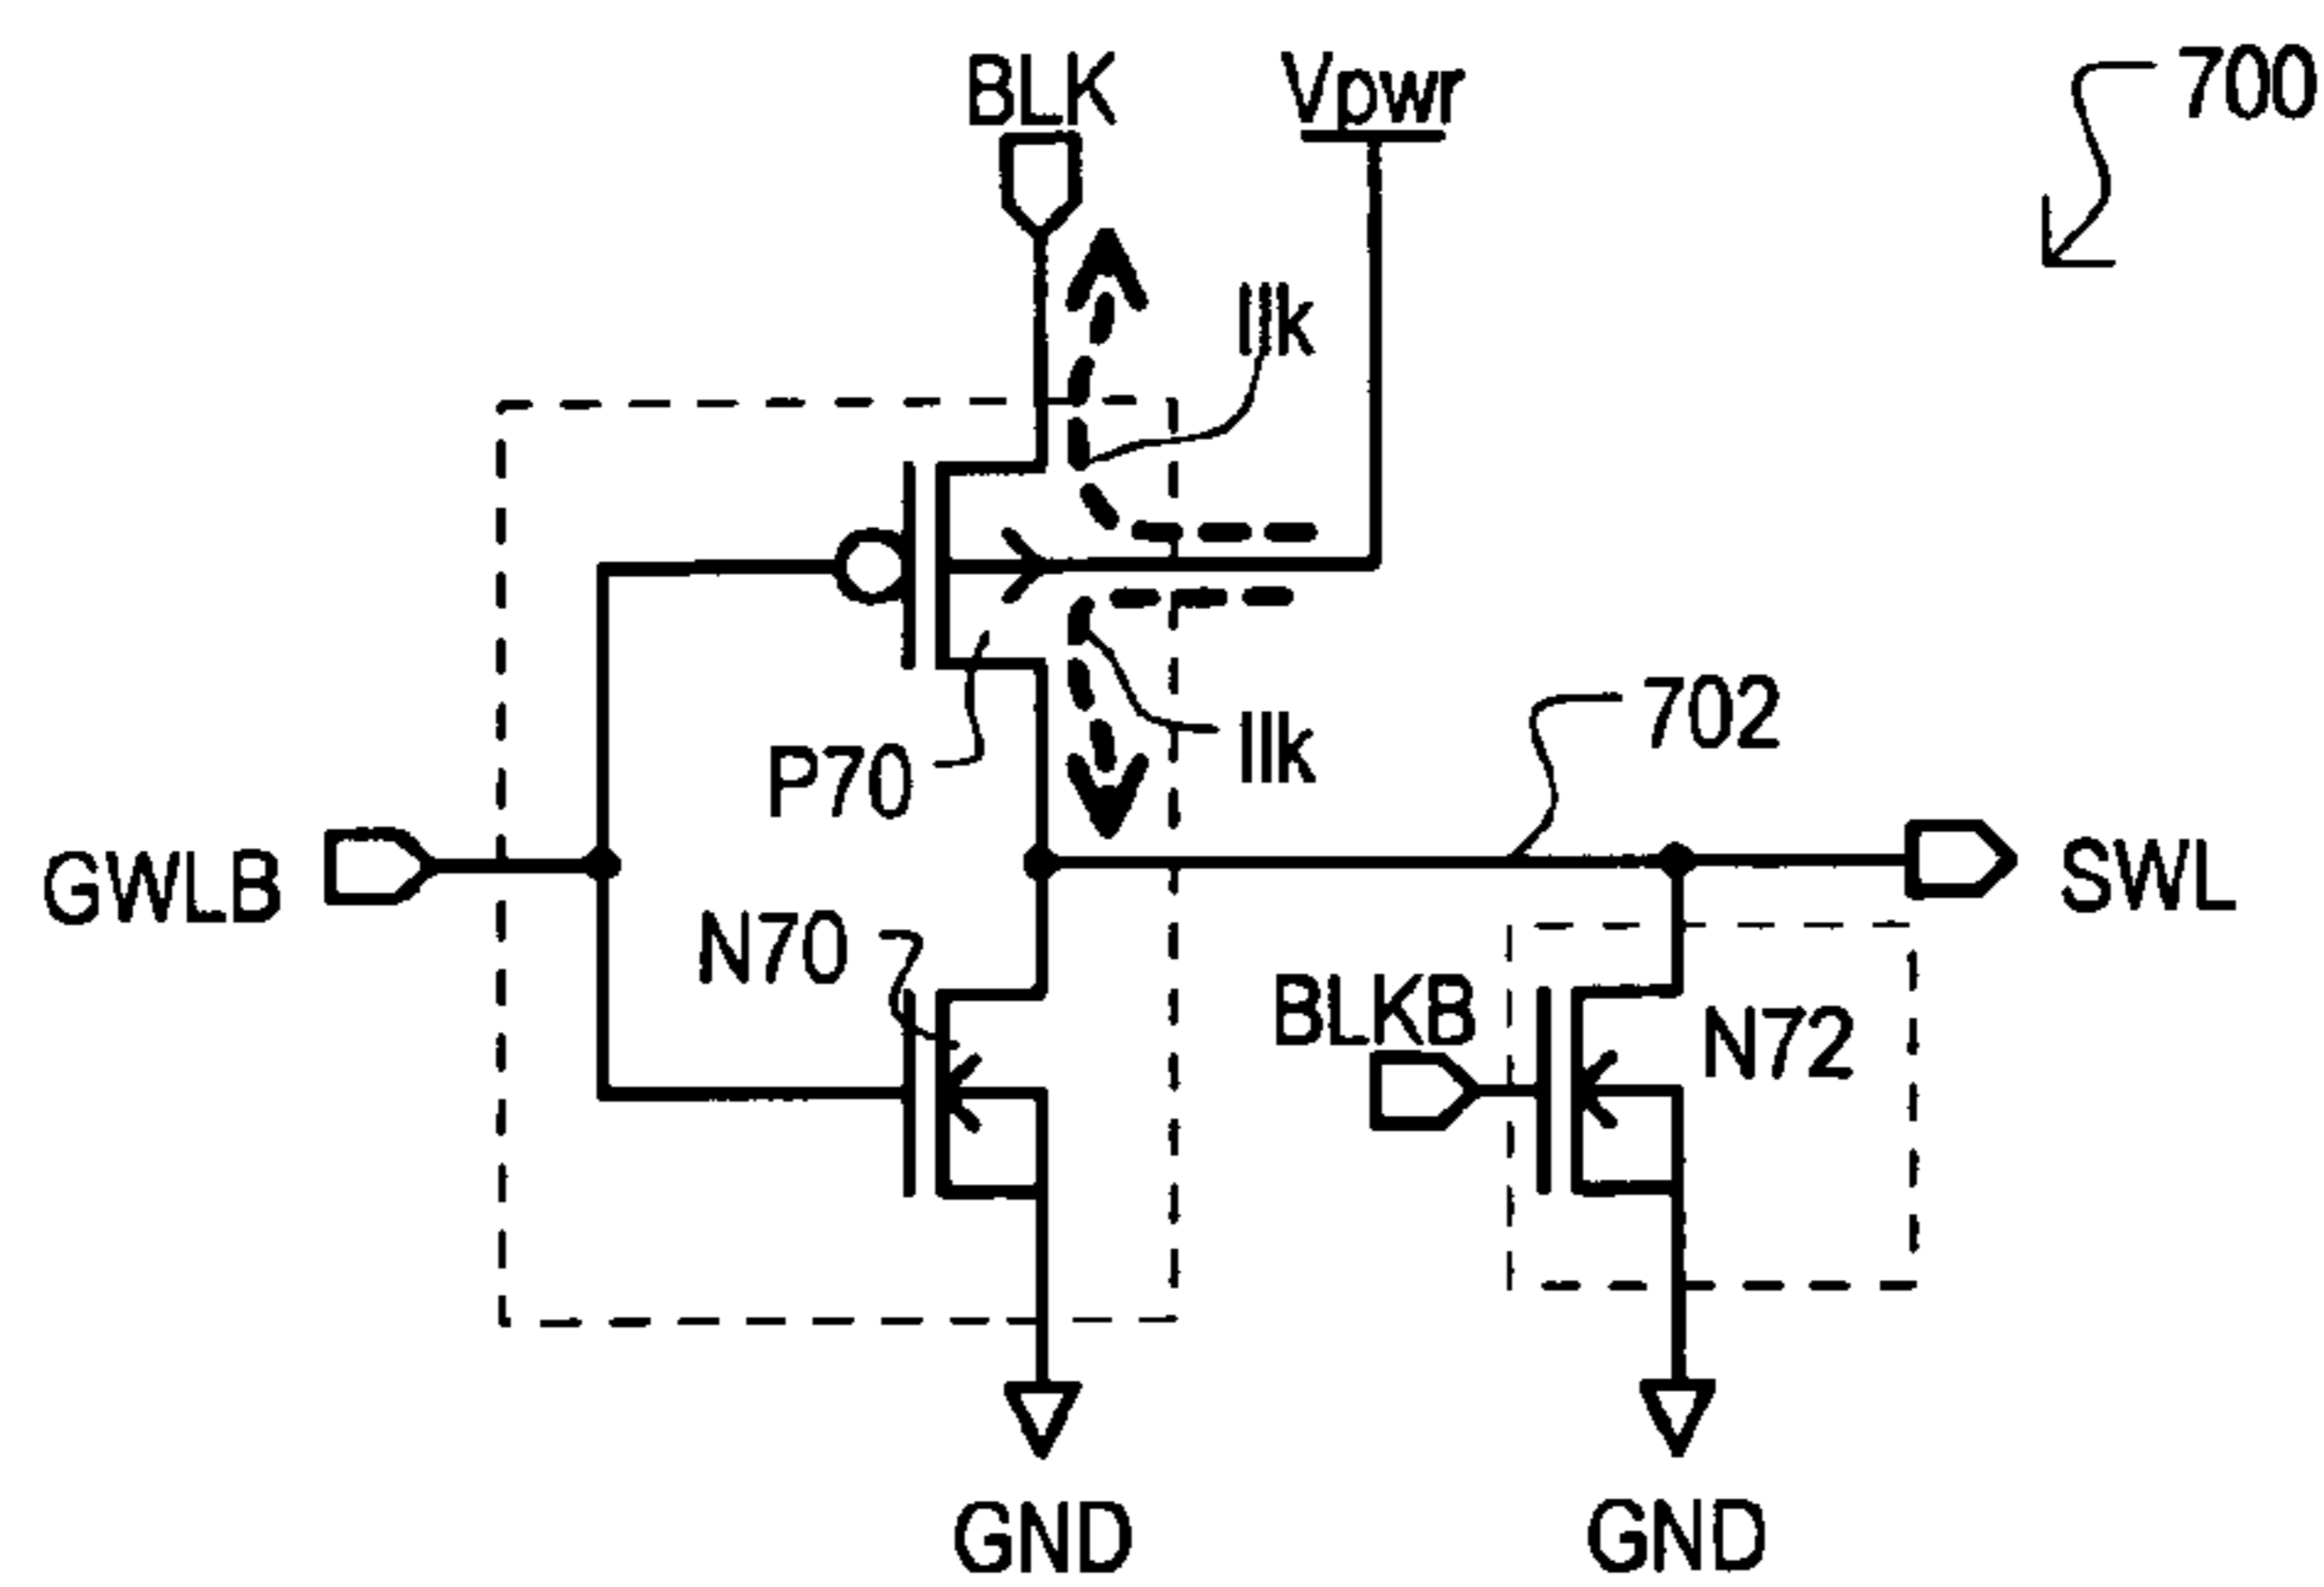 BLK
Vpwr
700
Ilk
P70
Ilk
702
GWLB
SWL
N70
BLKB
N72
GND
GND